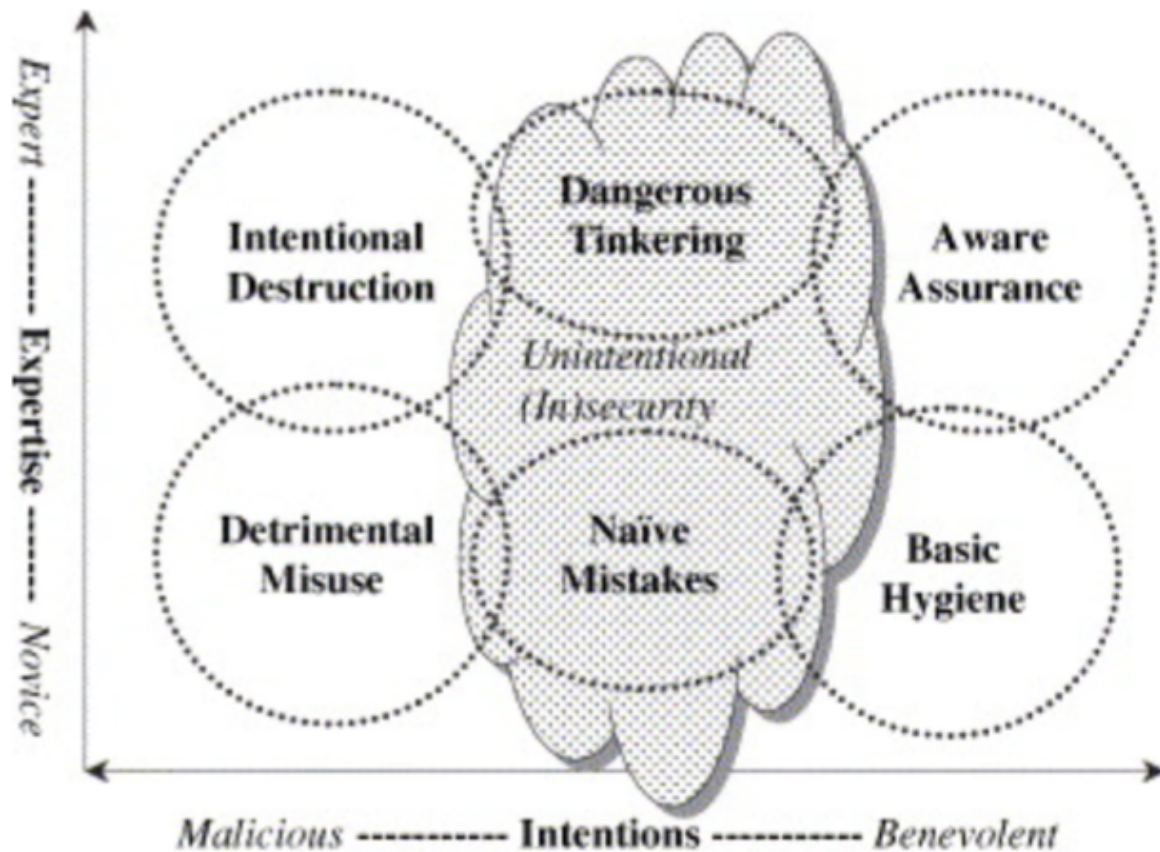 Expert ---------- Expertise ------- Novice
Intentional
Destruction
Dangerous
Tinkering
Aware
Assurance
Unintentional
(In)security
Detrimental
Misuse
Naïve
Mistakes
Basic
Hygiene
Malicious ---------- Intentions ---------- Benevolent